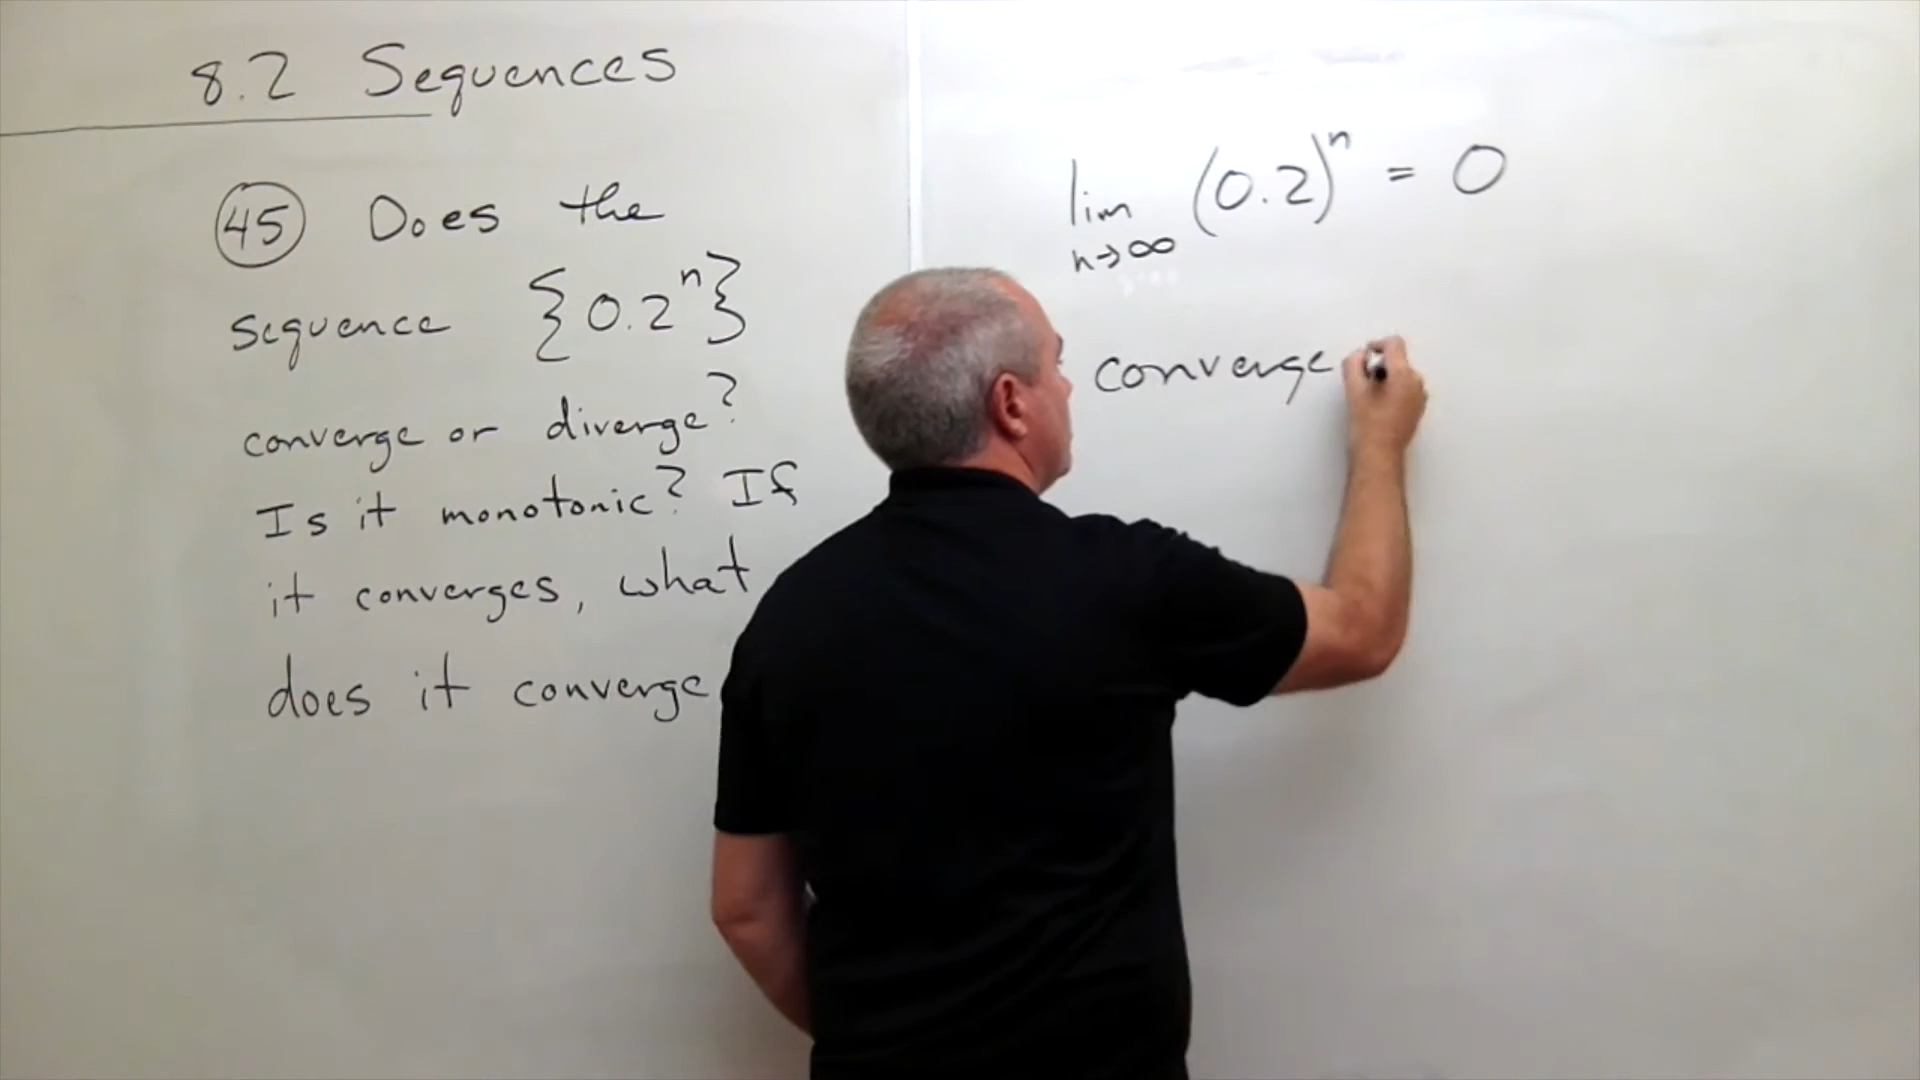 8.2 Sequences
45 Does the
sequence {0.2ⁿ}
converge or diverge?
Is it monotonic? If
it converges, what
does it converge
lim (0.2)ⁿ = 0
n→∞
converge